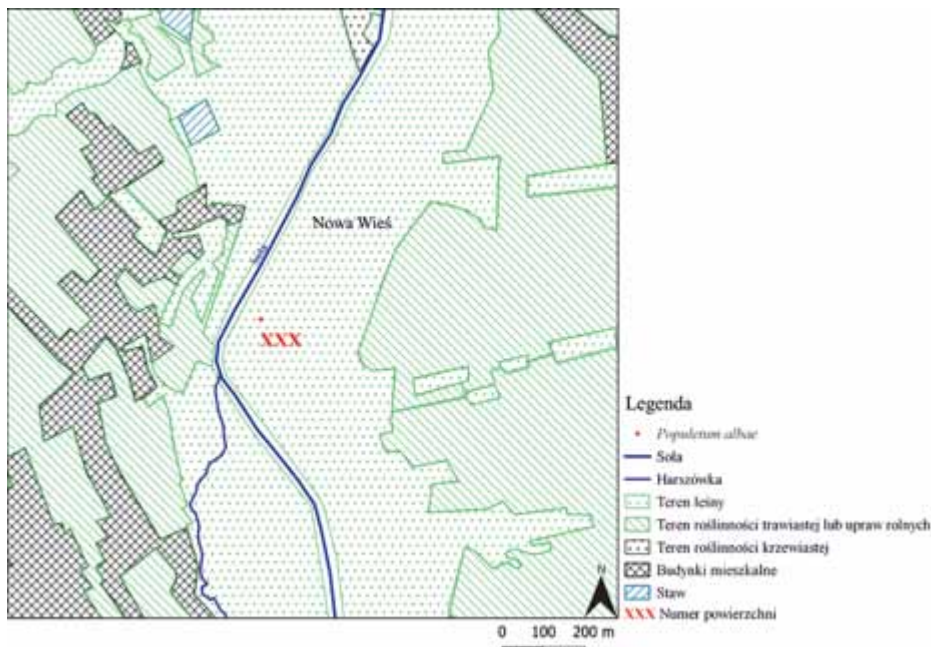 Nowa Wieś
XXX
Legenda
Populetum albae
Soła
Harszówka
Teren leśny
Teren roślinności trawiastej lub upraw rolnych
Teren roślinności krzewiastej
Budynki mieszkalne
Staw
XXX Numer powierzchni
N
0 100 200 m